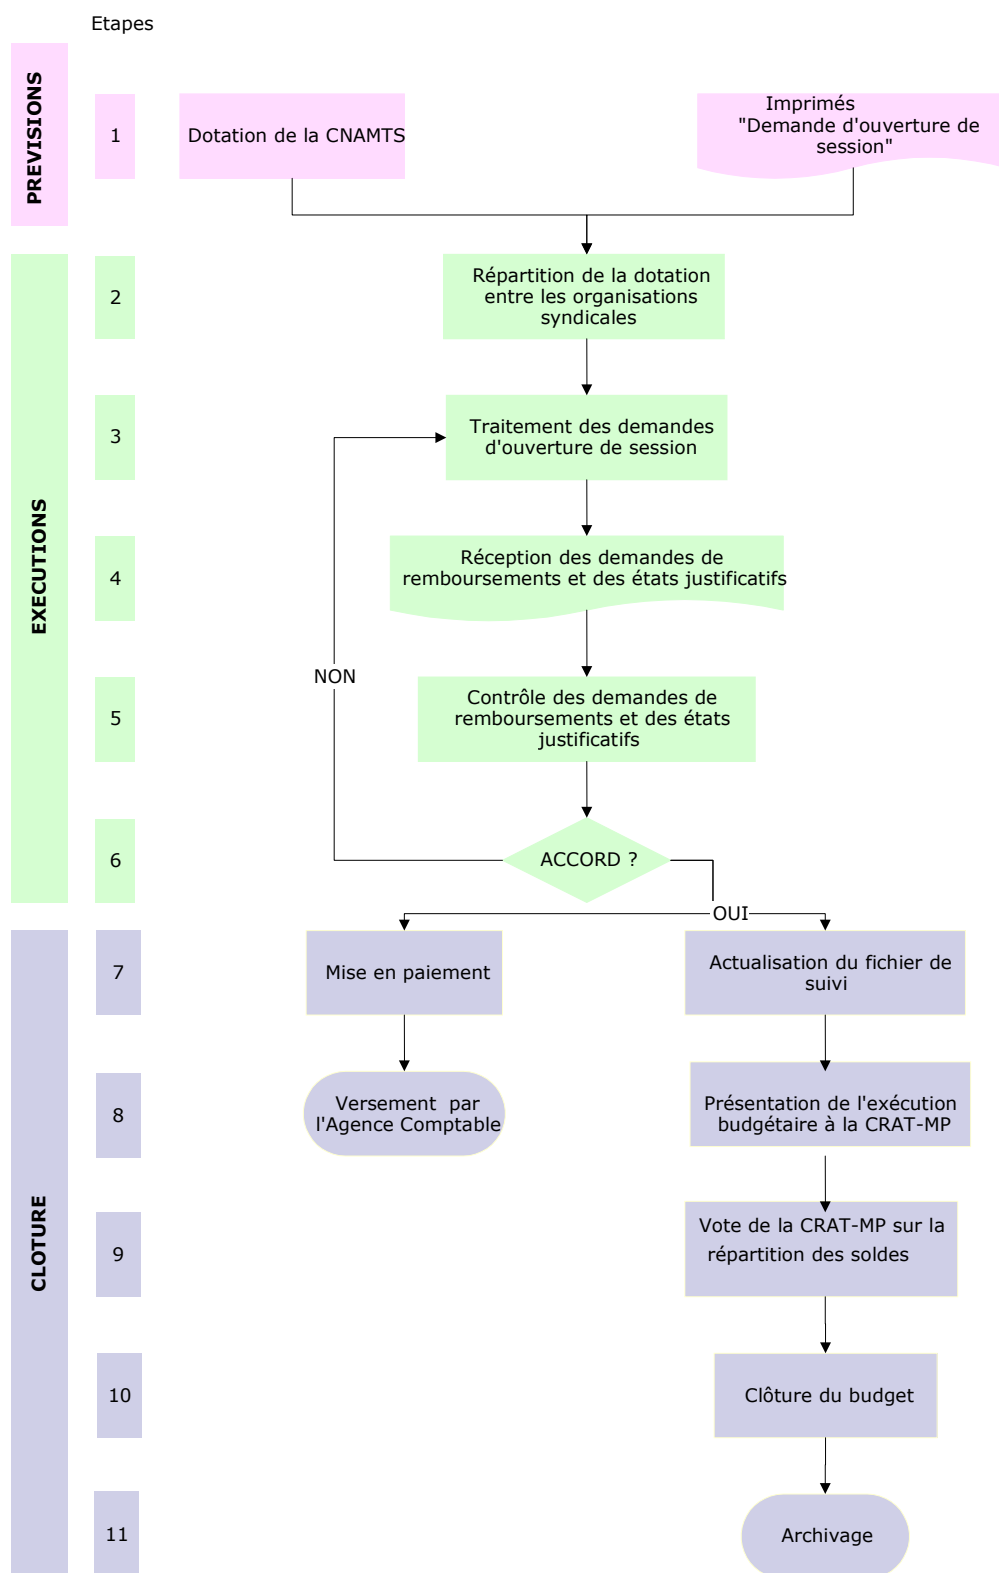 Etapes
PREVISIONS
1
Dotation de la CNAMTS
Imprimés
"Demande d'ouverture de
session"
EXECUTIONS
2
Répartition de la dotation
entre les organisations
syndicales
3
Traitement des demandes
d'ouverture de session
4
Réception des demandes de
remboursements et des états justificatifs
NON
5
Contrôle des demandes de
remboursements et des états
justificatifs
6
ACCORD ?
OUI
CLOTURE
7
Mise en paiement
Actualisation du fichier de
suivi
8
Versement par
l'Agence Comptable
Présentation de l'exécution
budgétaire à la CRAT-MP
9
Vote de la CRAT-MP sur la
répartition des soldes
10
Clôture du budget
11
Archivage